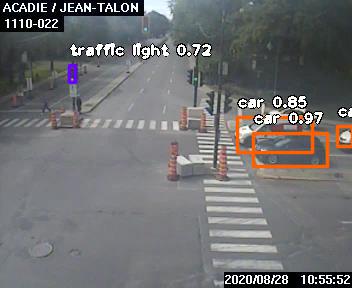 ACADIE / JEAN-TALON
1110-022
traffic light 0.72
car 0.85
car 0.97
ca
2020/08/28 10:55:52